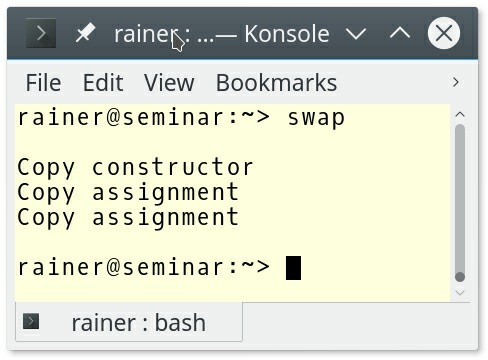 rainer : ...— Konsole
File Edit View Bookmarks
rainer@seminar:~> swap
Copy constructor
Copy assignment
Copy assignment
rainer@seminar:~>
rainer : bash